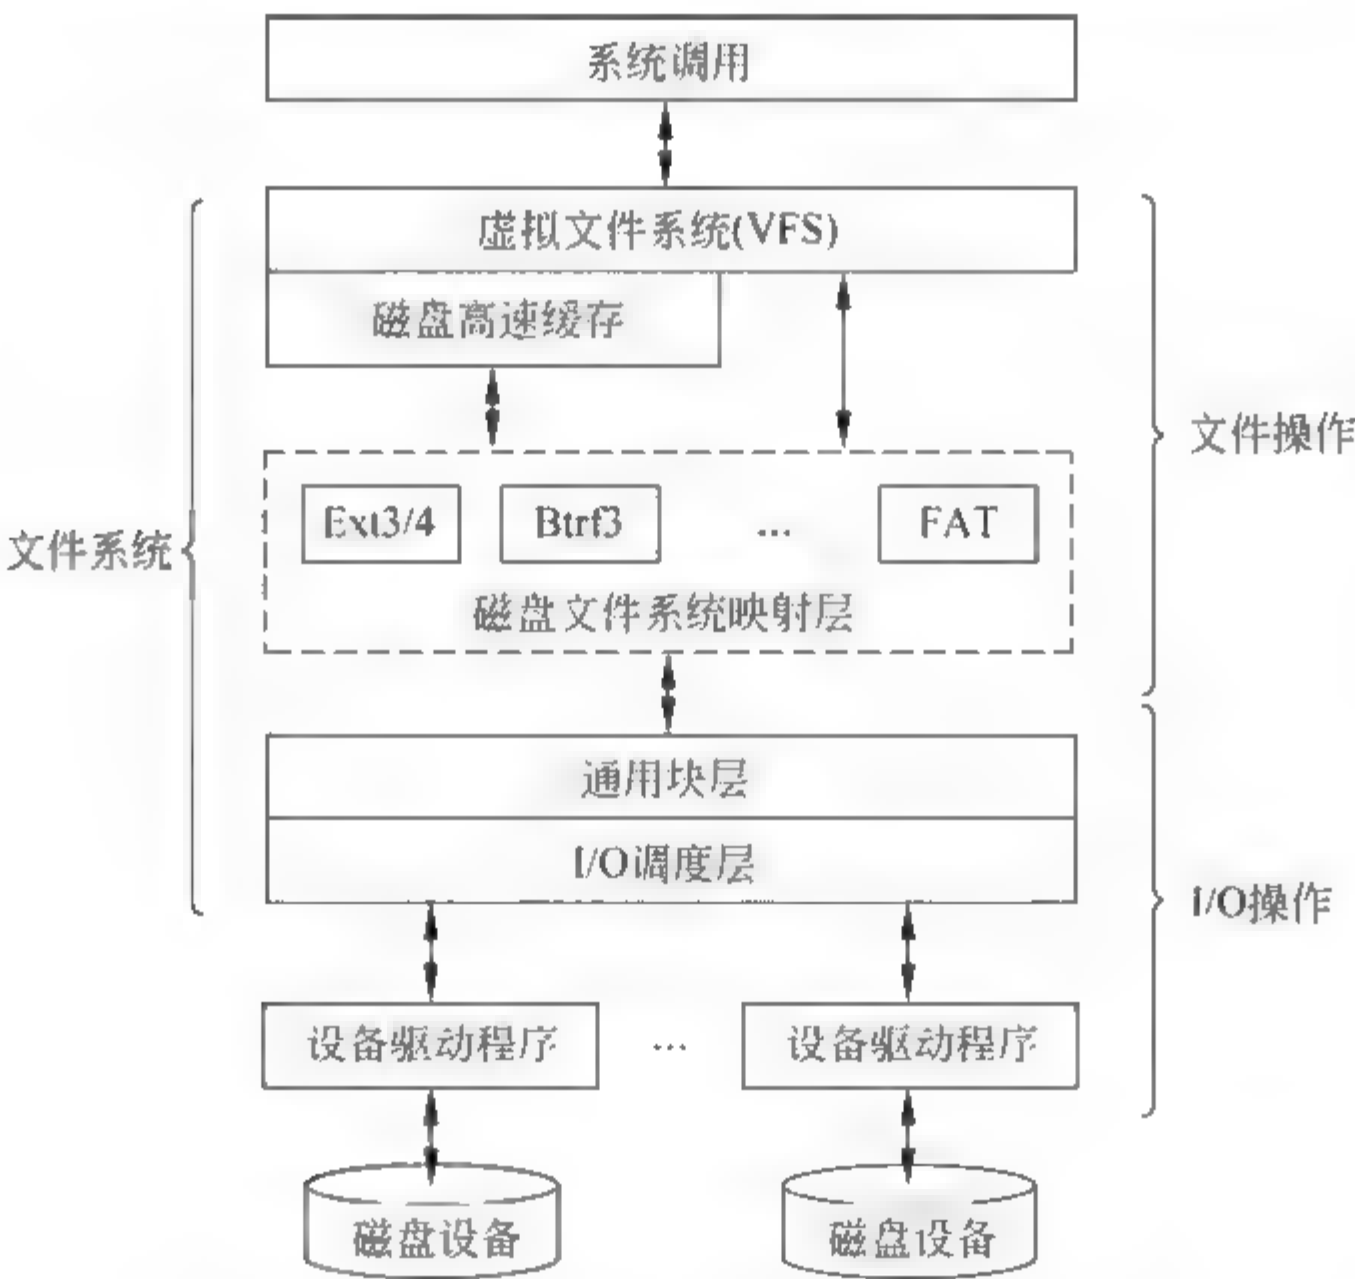 系统调用
虚拟文件系统(VFS)
磁盘高速缓存
文件操作
Ext3/4 Btrf3 ... FAT
文件系统
磁盘文件系统映射层
通用块层
I/O调度层
I/O操作
设备驱动程序 ... 设备驱动程序
磁盘设备 磁盘设备